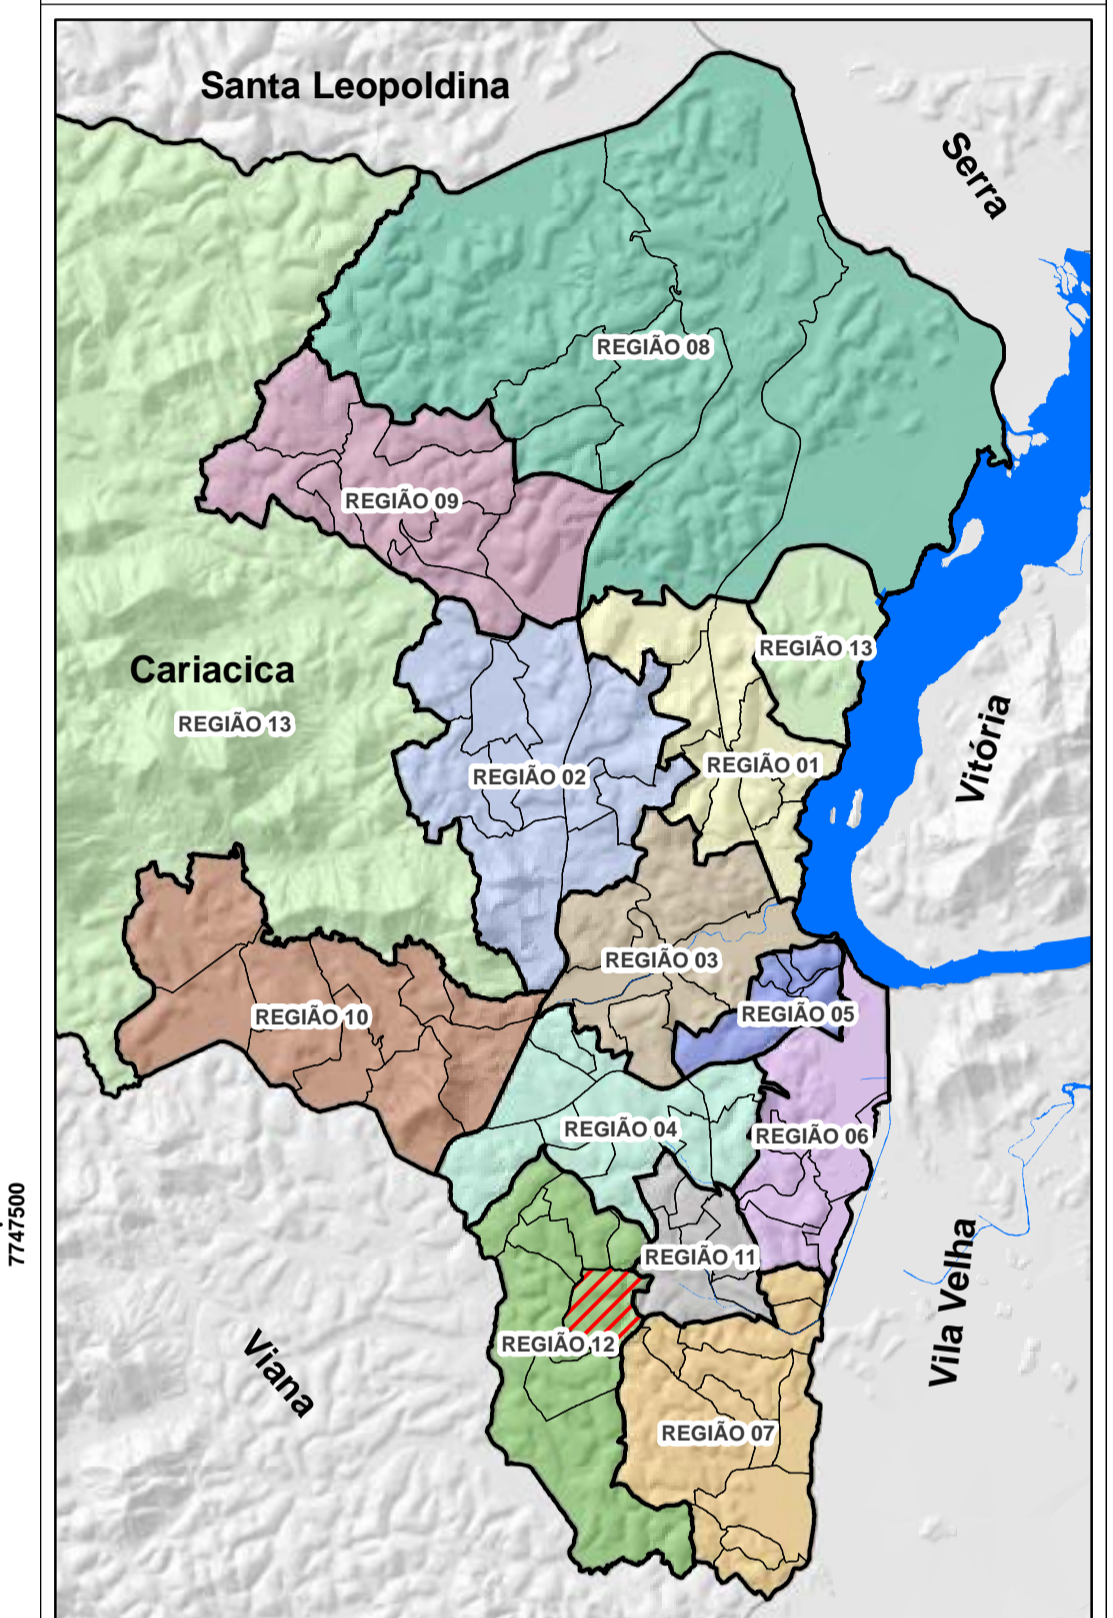 Santa Leopoldina
Serra
REGIÃO 08
REGIÃO 09
REGIÃO 13
Cariacica
REGIÃO 13
Vitória
REGIÃO 01
REGIÃO 02
REGIÃO 03
REGIÃO 05
REGIÃO 10
REGIÃO 04
REGIÃO 06
7747500
REGIÃO 11
Vila Velha
REGIÃO 12
Viana
REGIÃO 07